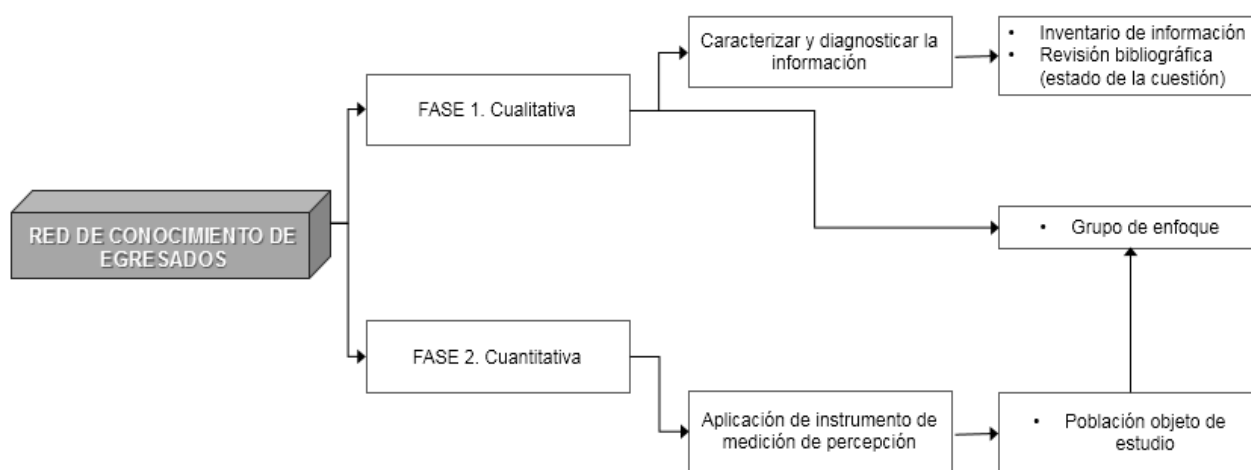 Caracterizar y diagnosticar la
información
• Inventario de información
• Revisión bibliográfica
(estado de la cuestión)
FASE 1. Cualitativa
RED DE CONOCIMIENTO DE
EGRESADOS
• Grupo de enfoque
FASE 2. Cuantitativa
Aplicación de instrumento de
medición de percepción
• Población objeto de
estudio